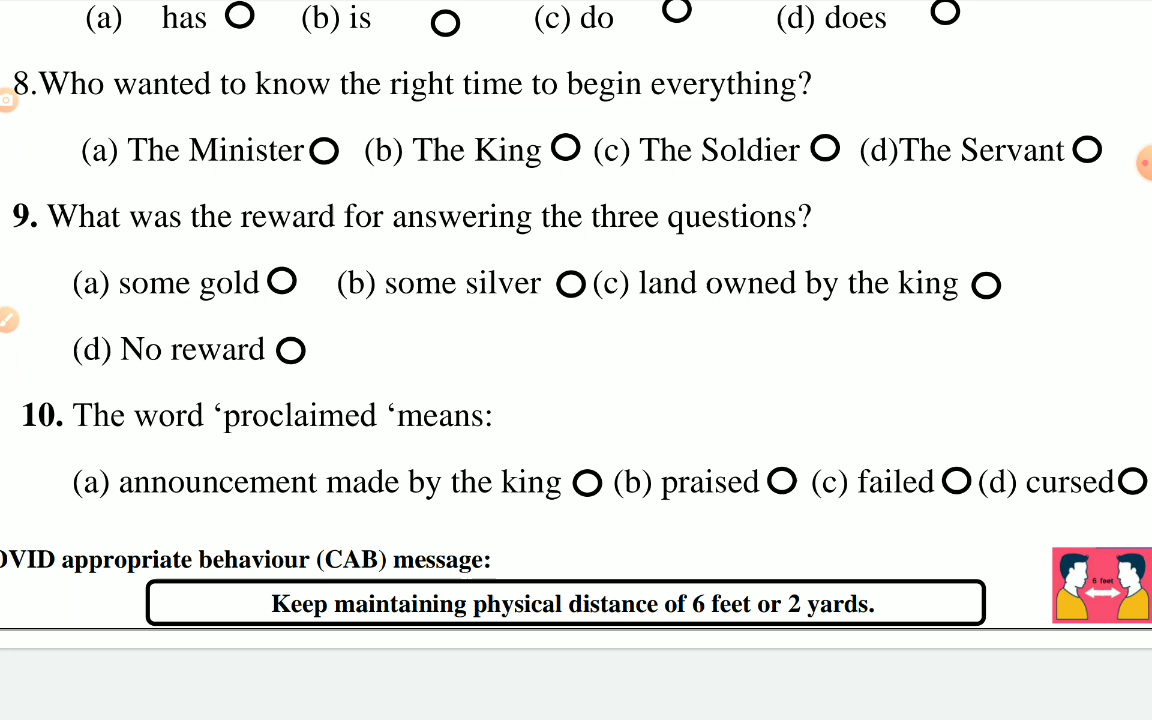 (a) has (b) is (c) do (d) does
8.Who wanted to know the right time to begin everything?
(a) The Minister (b) The King (c) The Soldier (d)The Servant
9. What was the reward for answering the three questions?
(a) some gold (b) some silver (c) land owned by the king
(d) No reward
10. The word ‘proclaimed ‘means:
(a) announcement made by the king (b) praised (c) failed (d) cursed
OVID appropriate behaviour (CAB) message:
6 feet
Keep maintaining physical distance of 6 feet or 2 yards.